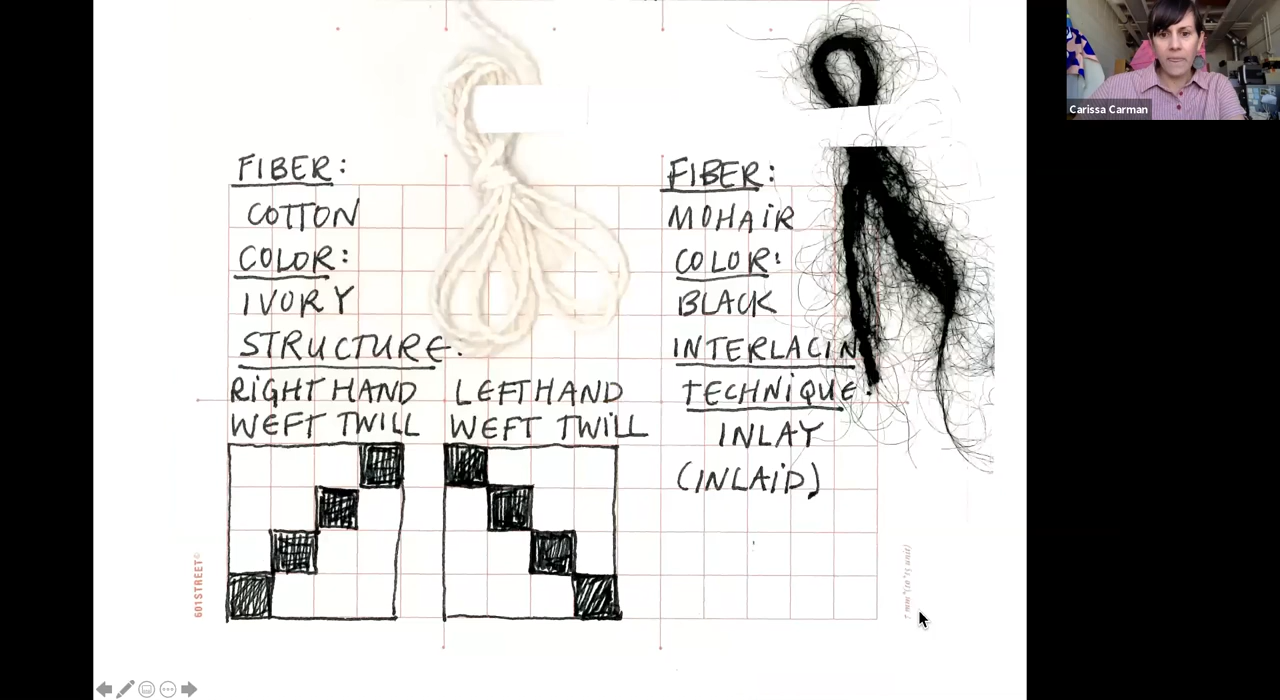 Carissa Carman
FIBER:
COTTON
COLOR:
IVORY
STRUCTURE:
RIGHT HAND
WEFT TWILL
LEFT HAND
WEFT TWILL
FIBER:
MOHAIR
COLOR:
BLACK
INTERLACIN
TECHNIQUE:
INLAY
(INLAID)
601STREET©